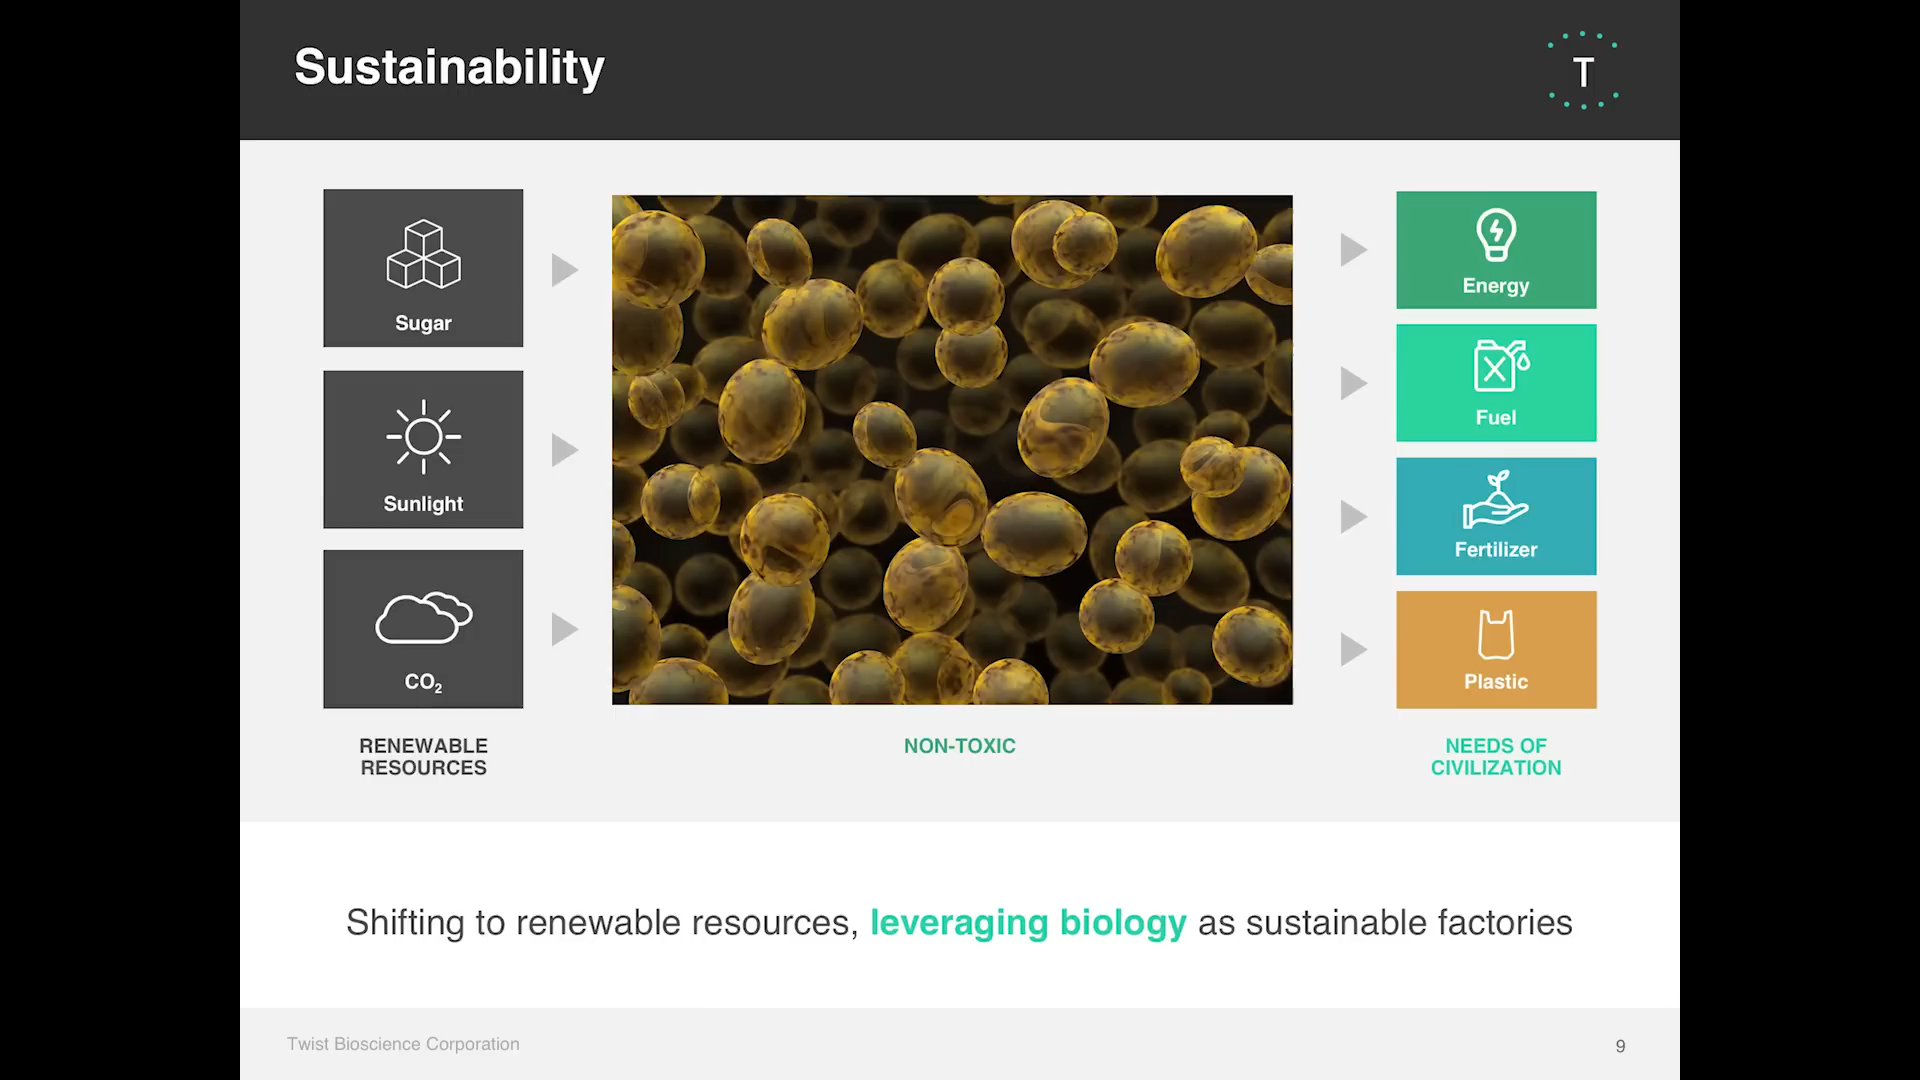 Sustainability
T
Sugar
Sunlight
CO₂
RENEWABLE
RESOURCES
NON-TOXIC
Energy
Fuel
Fertilizer
Plastic
NEEDS OF
CIVILIZATION
Shifting to renewable resources, leveraging biology as sustainable factories
Twist Bioscience Corporation
9